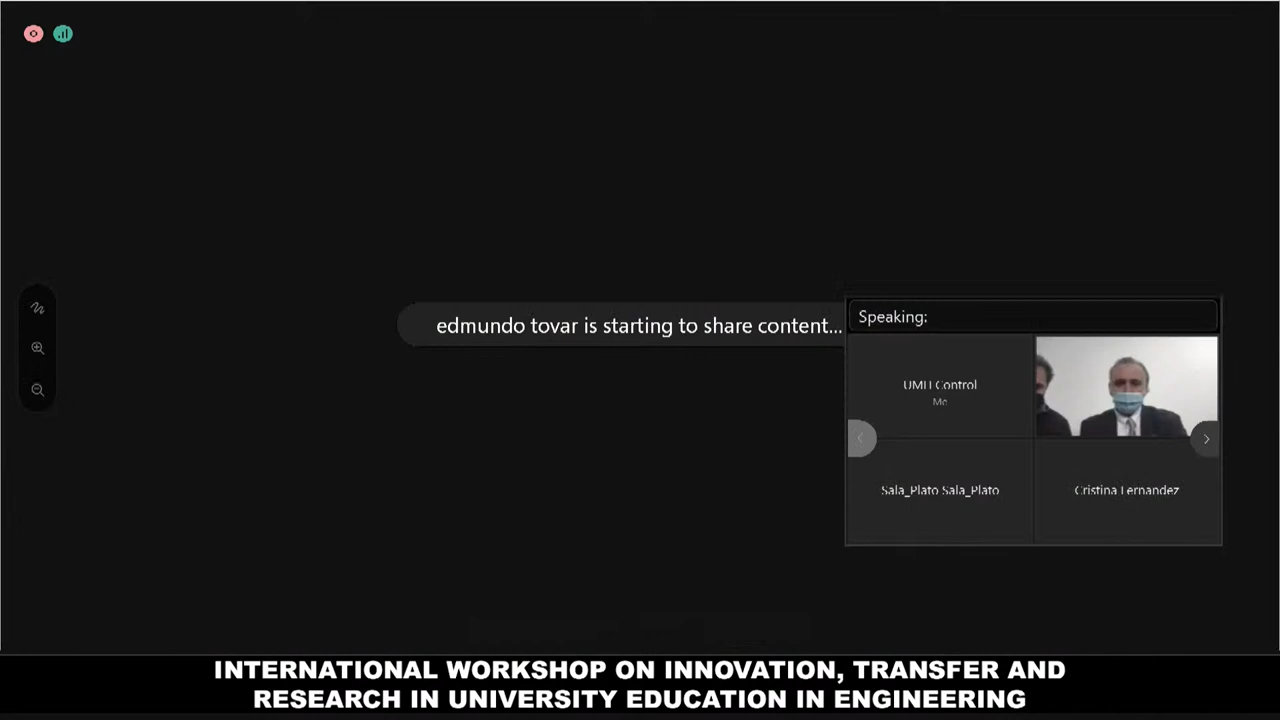 edmundo tovar is starting to share content...
Speaking:
UMH Control
Me
Sala_Plato Sala_Plato
Cristina Fernandez
INTERNATIONAL WORKSHOP ON INNOVATION, TRANSFER AND
RESEARCH IN UNIVERSITY EDUCATION IN ENGINEERING